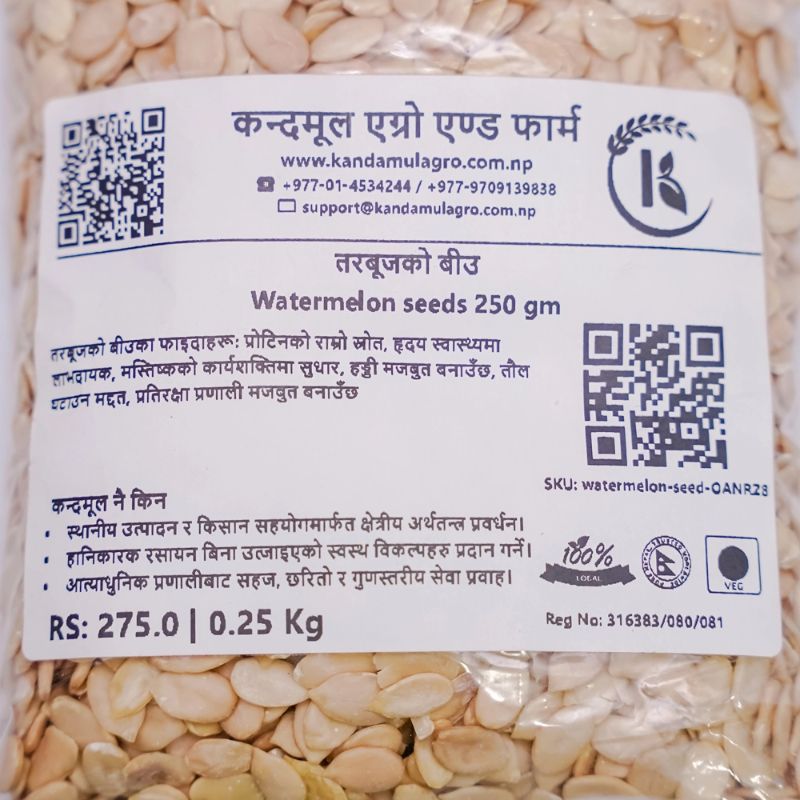 कन्दमूल एग्रो एण्ड फार्म
www.kandamulagro.com.np
+977-01-4534244 / +977-9709139838
support@kandamulagro.com.np
K
तरबूजको बीउ
Watermelon seeds 250 gm
तरबूजको बीउका फाइदाहरू: प्रोटिनको राम्रो स्रोत, हृदय स्वास्थ्यमा
लाभदायक, मस्तिष्कको कार्यशक्तिमा सुधार, हड्डी मजबुत बनाउँछ, तौल
घटाउन मद्दत, प्रतिरक्षा प्रणाली मजबुत बनाउँछ
SKU: watermelon-seed-OANRZ8
कन्दमूल नै किन
• स्थानीय उत्पादन र किसान सहयोगमार्फत क्षेत्रीय अर्थतन्त्र प्रवर्धन।
• हानिकारक रसायन बिना उत्जाइएको स्वस्थ विकल्पहरु प्रदान गर्ने।
• आत्याधुनिक प्रणालीबाट सहज, छरितो र गुणस्तरीय सेवा प्रवाह।
100%
LOCAL
VEG
RS: 275.0 | 0.25 Kg
Reg No: 316383/080/081